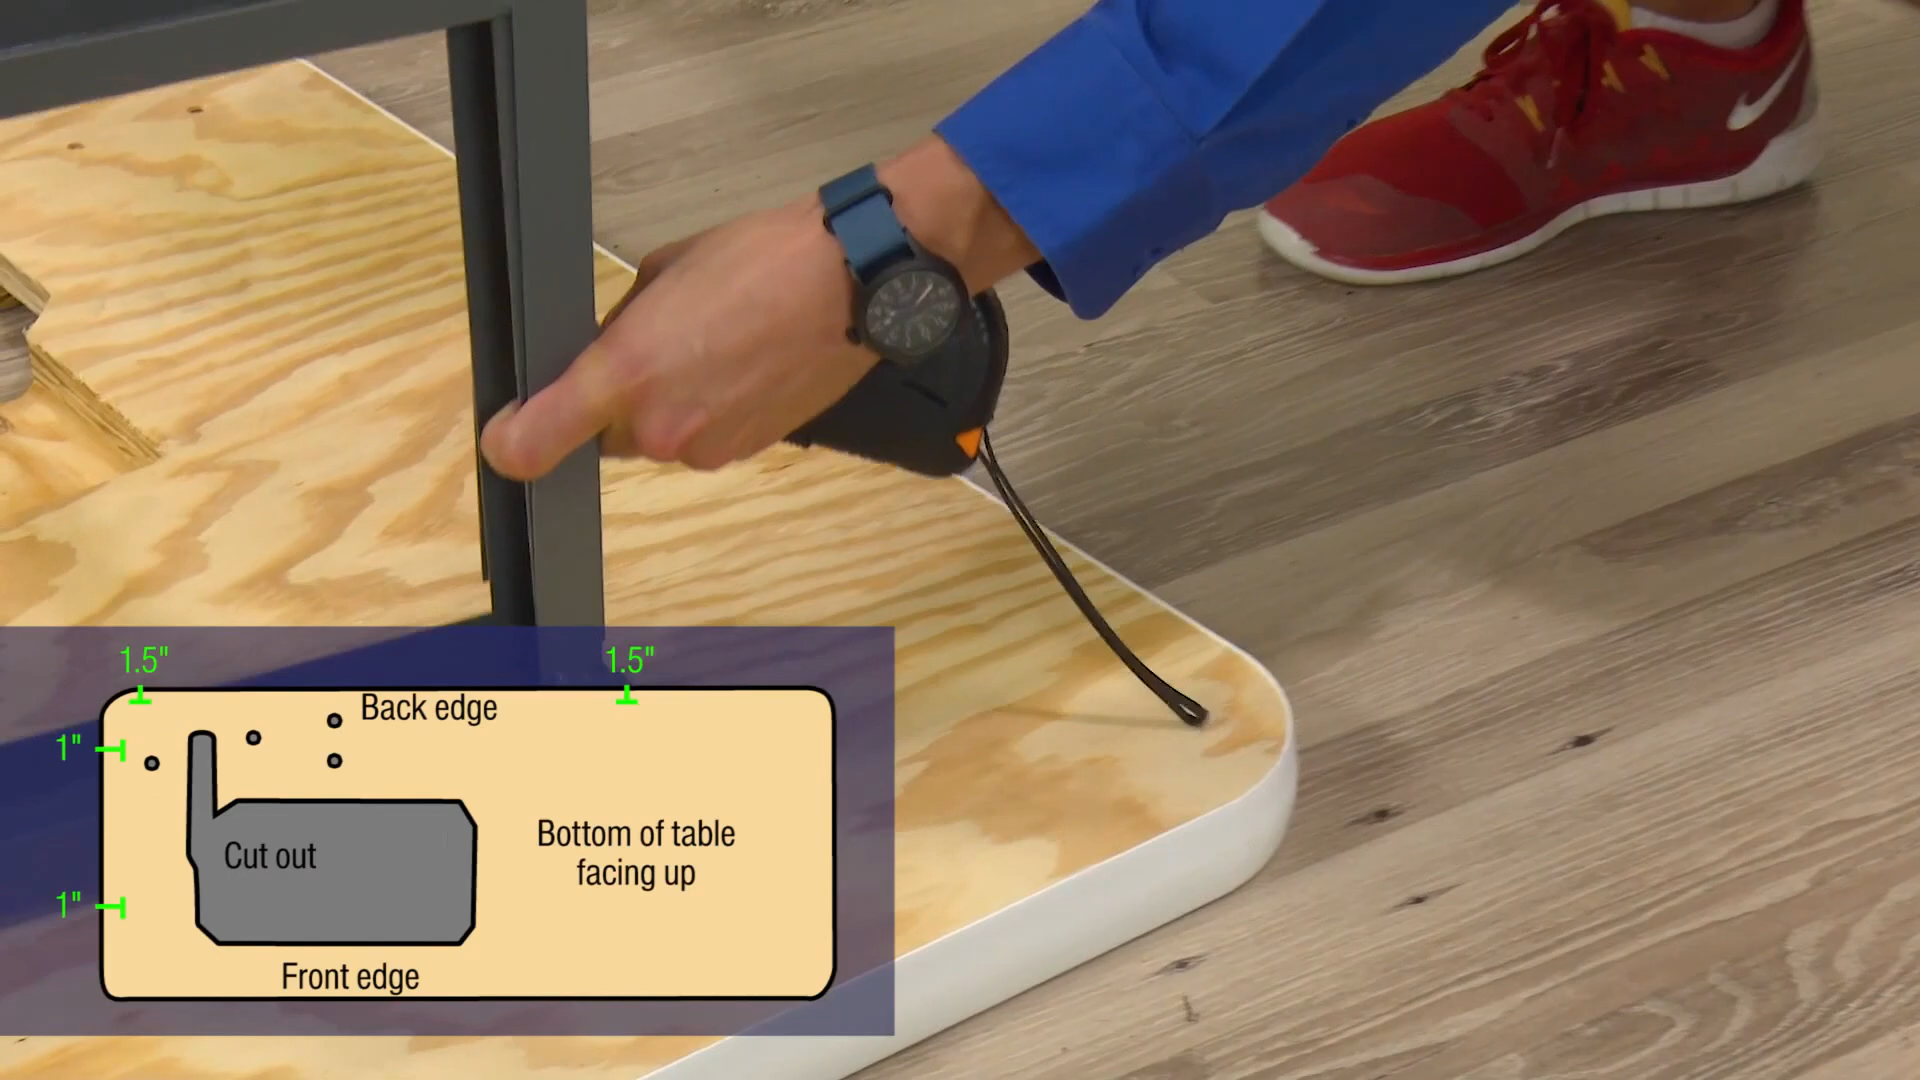 1.5" 1.5"
Back edge
1"
Cut out
Bottom of table
facing up
1"
Front edge